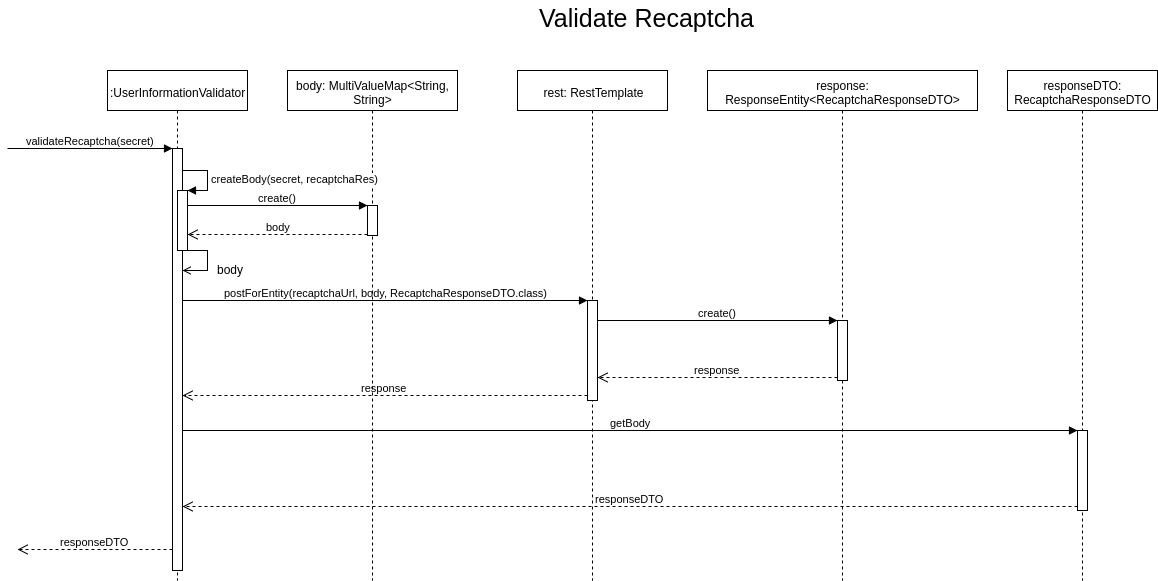 Validate Recaptcha
:UserInformationValidator
body: MultiValueMap<String,
String>
rest: RestTemplate
response:
ResponseEntity<RecaptchaResponseDTO>
responseDTO:
RecaptchaResponseDTO
validateRecaptcha(secret)
createBody(secret, recaptchaRes)
create()
body
body
postForEntity(recaptchaUrl, body, RecaptchaResponseDTO.class)
create()
response
response
getBody
responseDTO
responseDTO